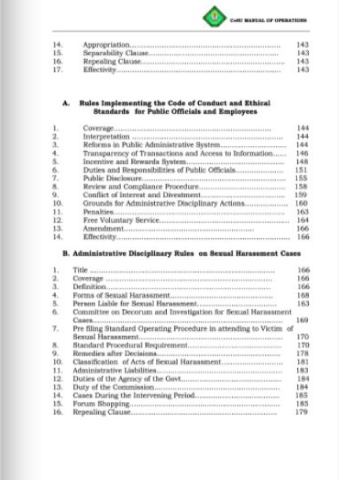 CotSU MANUAL OF OPERATIONS
14. Appropriation 143
15. Separability Clause 143
16. Repealing Clause 143
17. Effectivity 143
A. Rules Implementing the Code of Conduct and Ethical
Standards for Public Officials and Employees
1. Coverage 144
2. Interpretation 144
3. Reforms in Public Administrative System 144
4. Transparency of Transactions and Access to Information 146
5. Incentive and Rewards System 148
6. Duties and Responsibilities of Public Officials 151
7. Public Disclosure 155
8. Review and Compliance Procedure 158
9. Conflict of Interest and Divestment 159
10. Grounds for Administrative Disciplinary Actions 160
11. Penalties 163
12. Free Voluntary Service 164
13. Amendment 166
14. Effectivity 166
B. Administrative Disciplinary Rules on Sexual Harassment Cases
1. Title 166
2. Coverage 166
3. Definition 166
4. Forms of Sexual Harassment 168
5. Person Liable for Sexual Harassment 163
6. Committee on Decorum and Investigation for Sexual Harassment
Cases 169
7. Pre filing Standard Operating Procedure in attending to Victim of
Sexual Harassment 170
8. Standard Procedural Requirement 170
9. Remedies after Decisions 178
10. Classification of Acts of Sexual Harassment 181
11. Administrative Liabilities 183
12. Duties of the Agency of the Govt 184
13. Duty of the Commission 184
14. Cases During the Intervening Period 185
15. Forum Shopping 185
16. Repealing Clause 179